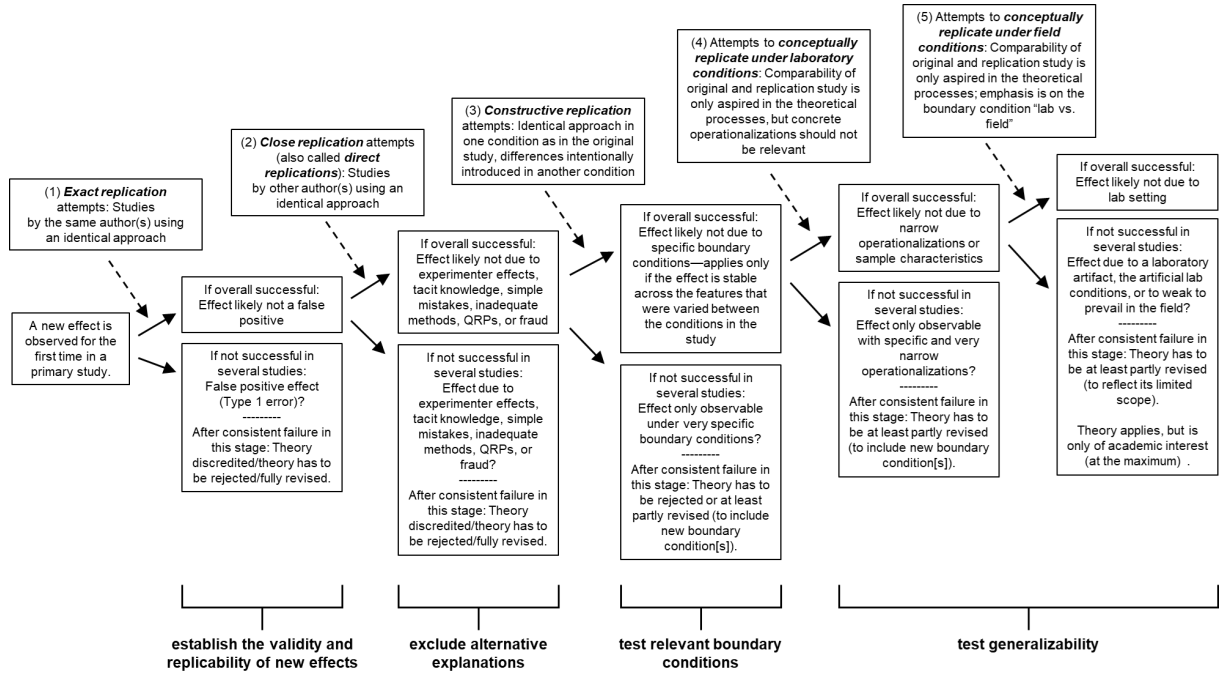 (1) Exact replication
attempts: Studies
by the same author(s) using
an identical approach
A new effect is
observed for the
first time in a
primary study.
(2) Close replication attempts
(also called direct
replications): Studies
by other author(s) using an
identical approach
If overall successful:
Effect likely not a false
positive
If not successful in
several studies:
False positive effect
(Type 1 error)?
---------
After consistent failure in
this stage: Theory
discredited/theory has to
be rejected/fully revised.
(3) Constructive replication
attempts: Identical approach in
one condition as in the original
study, differences intentionally
introduced in another condition
If overall successful:
Effect likely not due to
experimenter effects,
tacit knowledge, simple
mistakes, inadequate
methods, QRPs, or fraud
If not successful in
several studies:
Effect due to
experimenter effects,
tacit knowledge, simple
mistakes, inadequate
methods, QRPs, or
fraud?
---------
After consistent failure in
this stage: Theory
discredited/theory has to
be rejected/fully revised.
(4) Attempts to conceptually
replicate under laboratory
conditions: Comparability of
original and replication study is
only aspired in the theoretical
processes, but concrete
operationalizations should not
be relevant
If overall successful:
Effect likely not due to
specific boundary
conditions—applies only
if the effect is stable
across the features that
were varied between
the conditions in the
study
If not successful in
several studies:
Effect only observable
under very specific
boundary conditions?
---------
After consistent failure in
this stage: Theory has to
be rejected or at least
partly revised (to include
new boundary
condition[s]).
(5) Attempts to conceptually
replicate under field
conditions: Comparability of
original and replication study is
only aspired in the theoretical
processes; emphasis is on the
boundary condition “lab vs.
field”
If overall successful:
Effect likely not due to
narrow
operationalizations or
sample characteristics
If not successful in
several studies:
Effect only observable
with specific and very
narrow
operationalizations?
---------
After consistent failure in
this stage: Theory has to
be at least partly revised
(to include new boundary
condition[s]).
If overall successful:
Effect likely not due to
lab setting
If not successful in
several studies:
Effect due to a laboratory
artifact, the artificial lab
conditions, or to weak to
prevail in the field?
---------
After consistent failure in
this stage: Theory has to
be at least partly revised
(to reflect its limited
scope).
Theory applies, but is
only of academic interest
(at the maximum) .
establish the validity and
replicability of new effects
exclude alternative
explanations
test relevant boundary
conditions
test generalizability